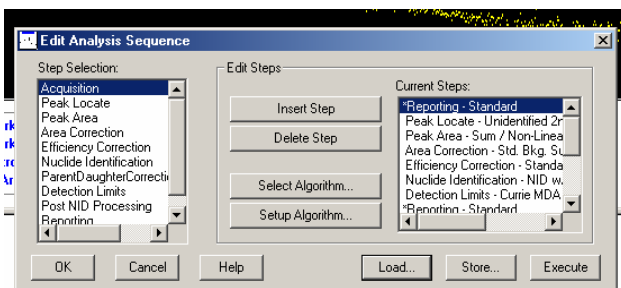 Edit Analysis Sequence
Step Selection:
Acquisition
Peak Locate
Peak Area
Area Correction
Efficiency Correction
Nuclide Identification
ParentDaughterCorrecti
Detection Limits
Post NID Processing
Reporting
Edit Steps
Insert Step
Delete Step
Select Algorithm...
Setup Algorithm...
Current Steps:
*Reporting - Standard
Peak Locate - Unidentified 2r
Peak Area - Sum / Non-Linea
Area Correction - Std. Bkg. Su
Efficiency Correction - Standa
Nuclide Identification - NID w.
Detection Limits - Currie MDA
*Reporting - Standard
OK
Cancel
Help
Load...
Store...
Execute